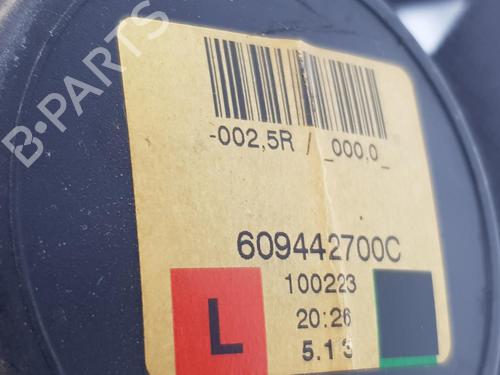 B-PARTS
-002,5R / _000,0_
609442700C
100223
20:26
5.13
L